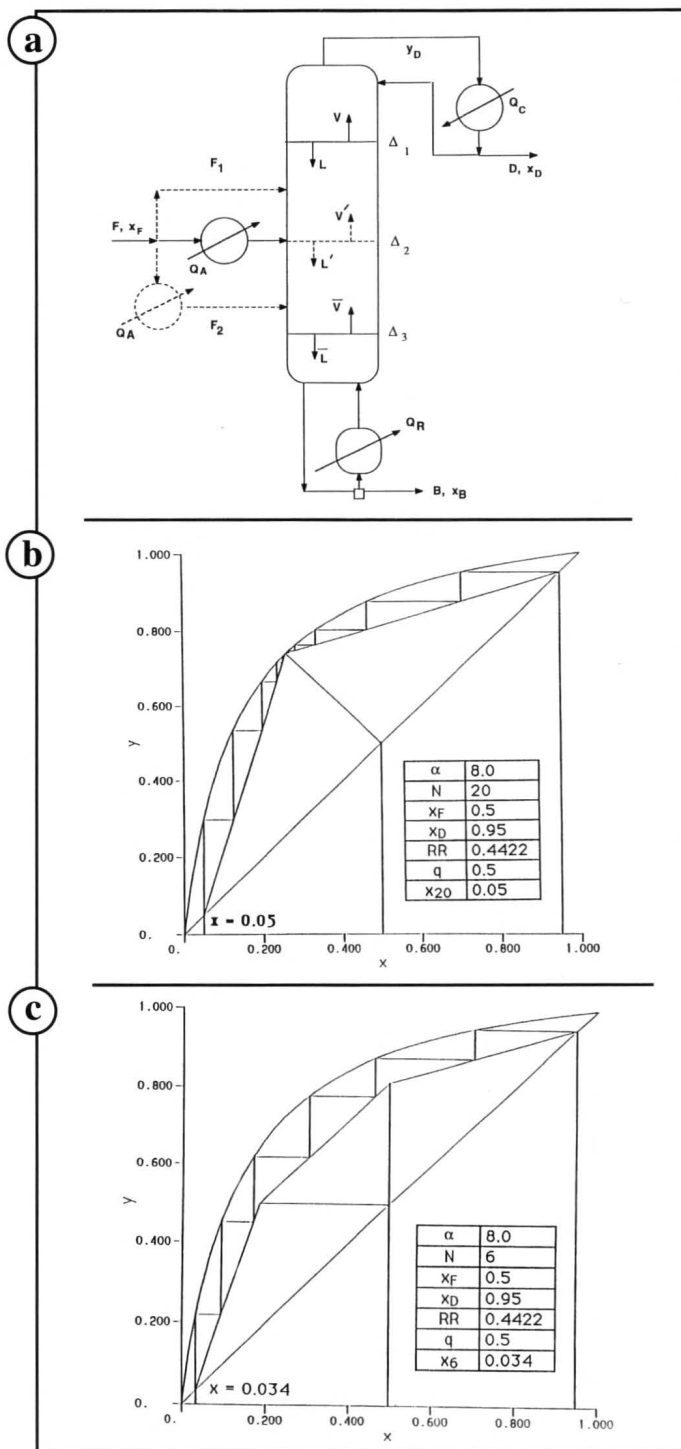 a
y_D
Q_C
V
Δ_1
L
D, x_D
F_1
F, x_F
V′
Δ_2
L′
Q_A
V̅
Q_A
F_2
Δ_3
L̅
Q_R
B, x_B
b
1.000
0.800
0.600
y
0.400
0.200
0.
α 8.0
N 20
x_F 0.5
x_D 0.95
RR 0.4422
q 0.5
x_20 0.05
x = 0.05
0. 0.200 0.400 0.600 0.800 1.000
x
c
1.000
0.800
0.600
y
0.400
0.200
0.
α 8.0
N 6
x_F 0.5
x_D 0.95
RR 0.4422
q 0.5
x_6 0.034
x = 0.034
0. 0.200 0.400 0.600 0.800 1.000
x